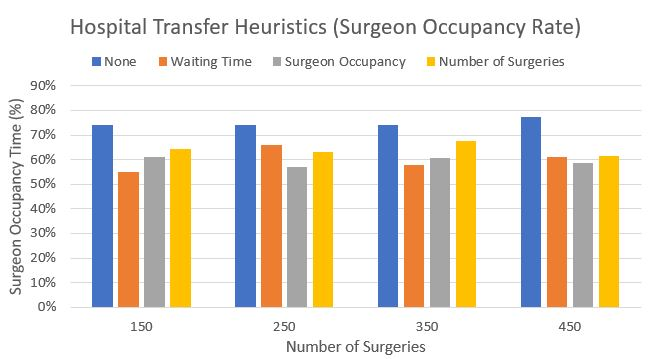 Hospital Transfer Heuristics (Surgeon Occupancy Rate)
None Waiting Time Surgeon Occupancy Number of Surgeries
90%
80%
70%
60%
50%
40%
30%
20%
10%
0%
Surgeon Occupancy Time (%)
150 250 350 450
Number of Surgeries